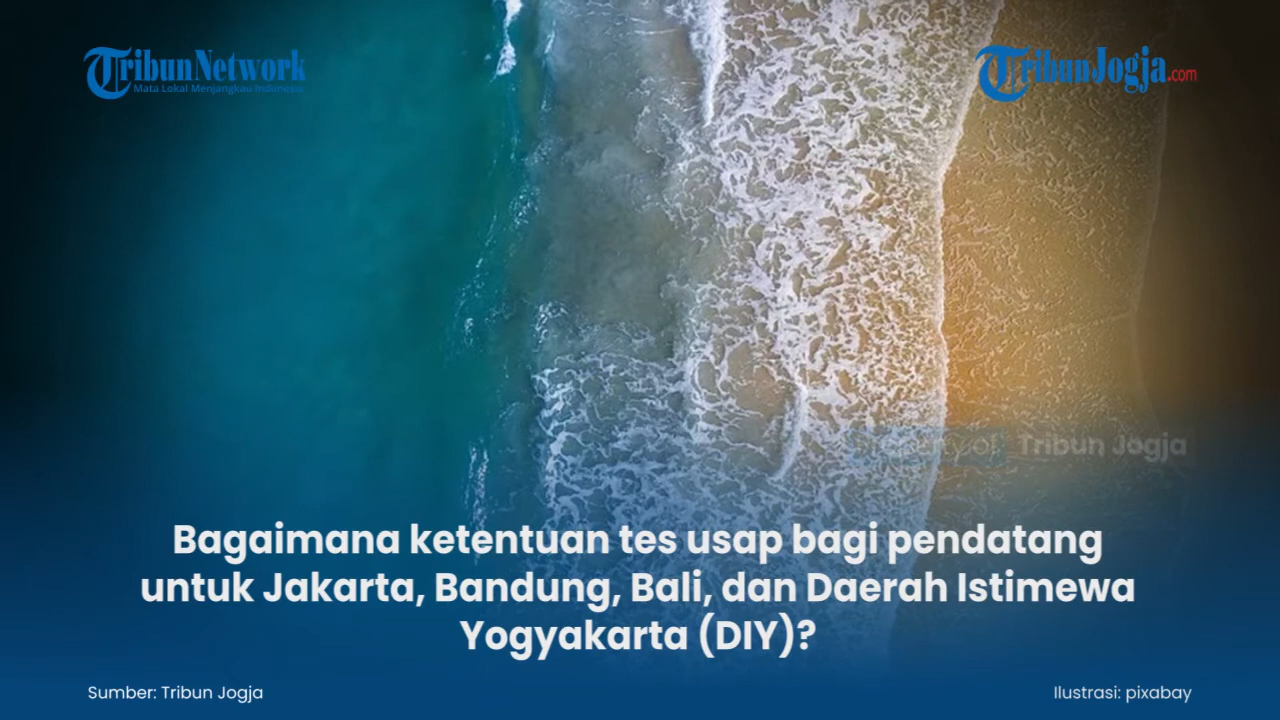 TribunNetwork
Mata Lokal Menjangkau Indonesia
TribunJogja.com
Tribun Jogja
Bagaimana ketentuan tes usap bagi pendatang
untuk Jakarta, Bandung, Bali, dan Daerah Istimewa
Yogyakarta (DIY)?
Sumber: Tribun Jogja
Ilustrasi: pixabay